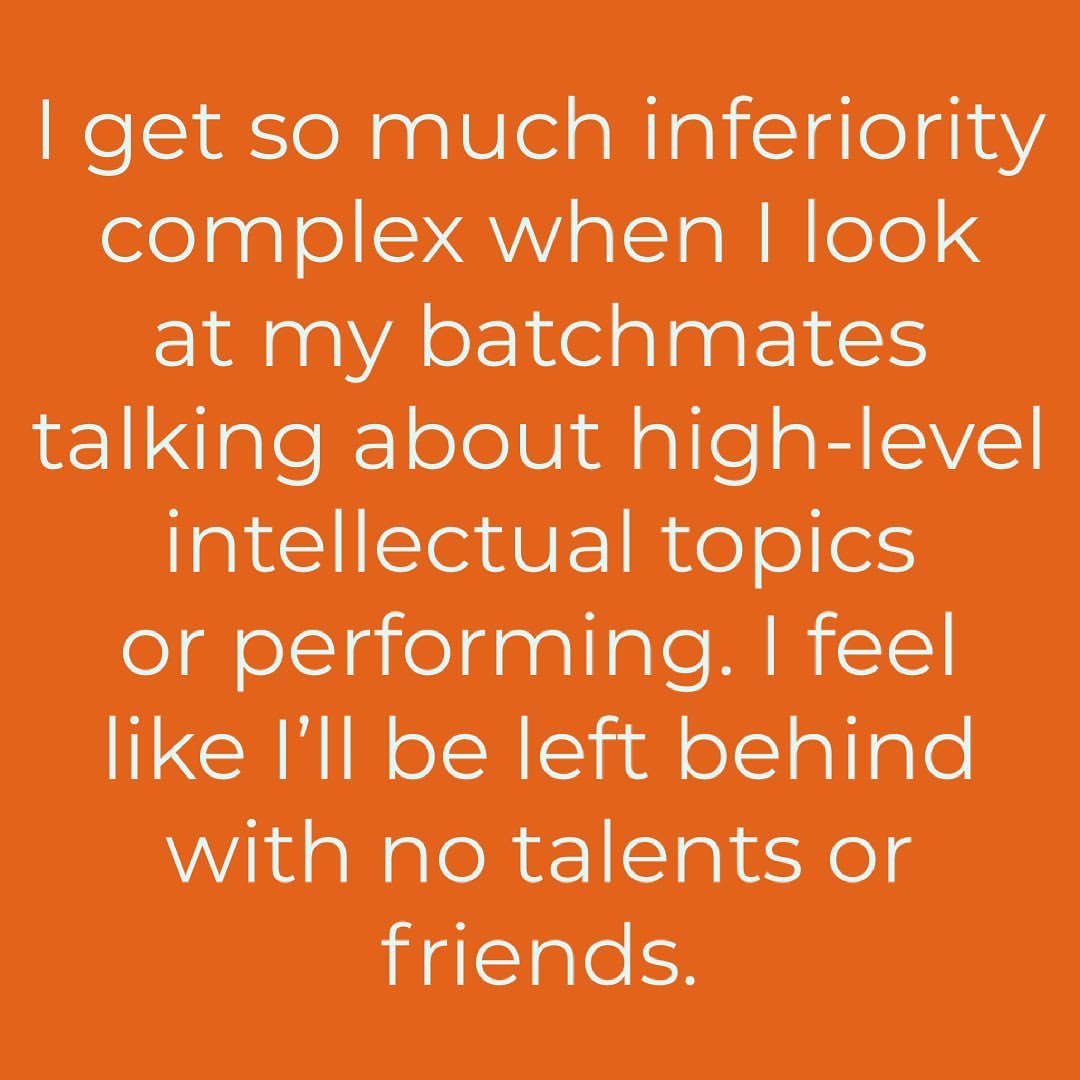 I get so much inferiority
complex when I look
at my batchmates
talking about high-level
intellectual topics
or performing. I feel
like I’ll be left behind
with no talents or
friends.